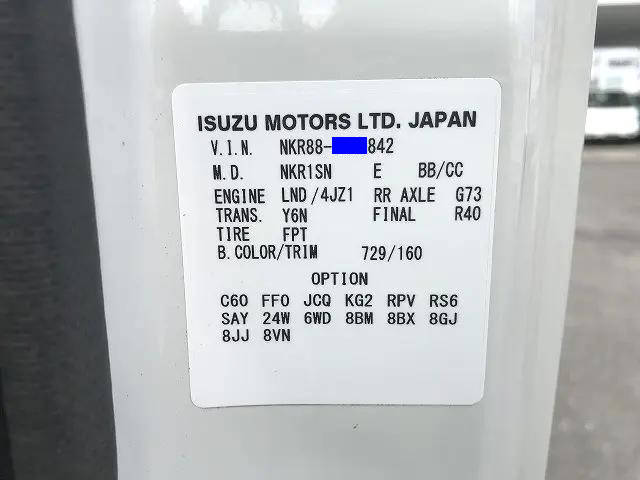 ISUZU MOTORS LTD. JAPAN
V.I.N. NKR88- 842
M.D. NKR1SN E BB/CC
ENGINE LND/4JZ1 RR AXLE G73
TRANS. Y6N FINAL R40
TIRE FPT
B.COLOR/TRIM 729/160
OPTION
C60 FF0 JCQ KG2 RPV RS6
SAY 24W 6WD 8BM 8BX 8GJ
8JJ 8VN